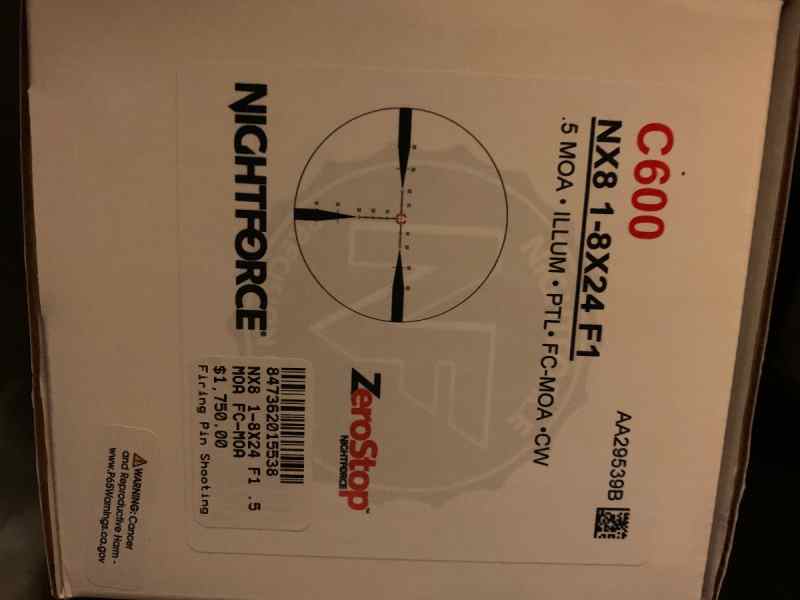 C600
NX8 1-8X24 F1
.5 MOA • ILLUM • PTL • FC-MOA • CW
AA29539B
NIGHTFORCE®
ZeroStop™
NIGHTFORCE
847362015538
NX8 1-8X24 F1 .5
MOA FC-MOA
$1,750.00
Firing Pin Shooting
WARNING: Cancer
and Reproductive Harm -
www.P65Warnings.ca.gov